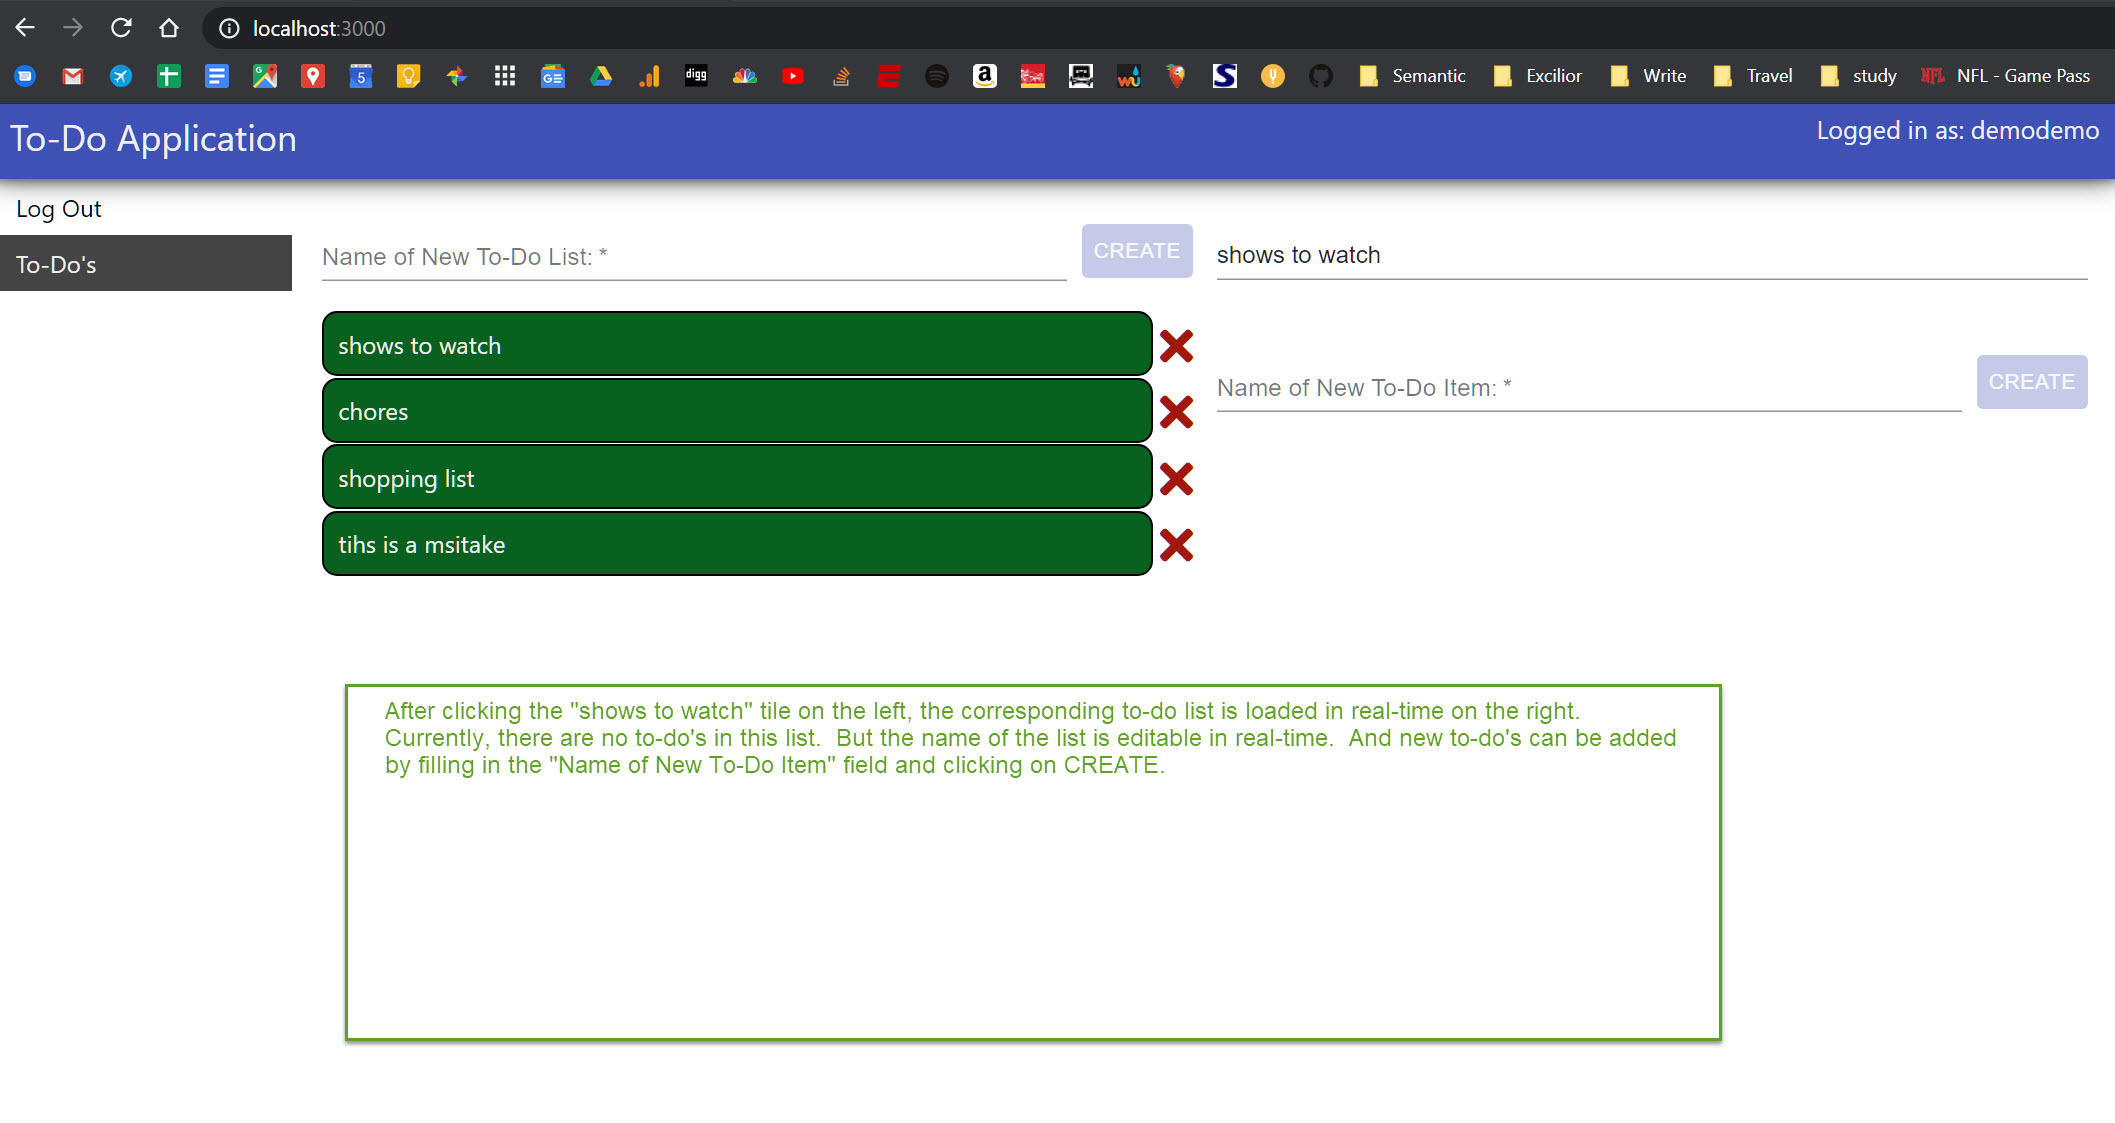 localhost:3000
5 GE digg a S y Semantic Excilior Write Travel study NFL NFL - Game Pass
To-Do Application
Logged in as: demodemo
Log Out
To-Do's
Name of New To-Do List: *
CREATE
shows to watch
chores
shopping list
tihs is a msitake
shows to watch
Name of New To-Do Item: *
CREATE
After clicking the "shows to watch" tile on the left, the corresponding to-do list is loaded in real-time on the right.
Currently, there are no to-do's in this list.  But the name of the list is editable in real-time.  And new to-do's can be added
by filling in the "Name of New To-Do Item" field and clicking on CREATE.